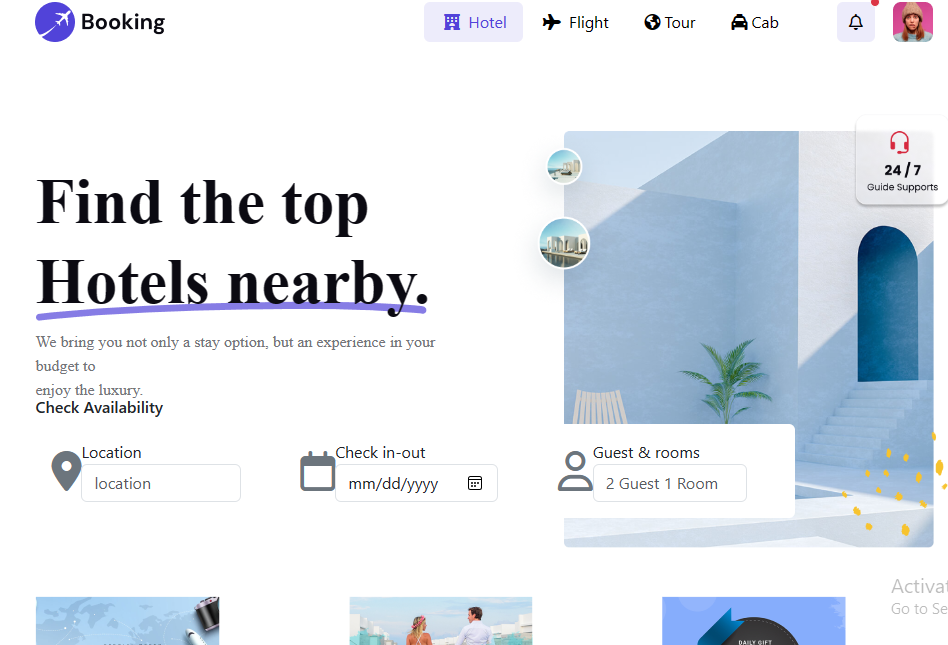 Booking
Hotel
Flight
Tour
Cab
24 / 7
Guide Supports
Find the top
Hotels nearby.
We bring you not only a stay option, but an experience in your
budget to
enjoy the luxury.
Check Availability
Location
location
Check in-out
mm/dd/yyyy
Guest & rooms
2 Guest 1 Room
Activat
Go to Se
DAILY GIFT